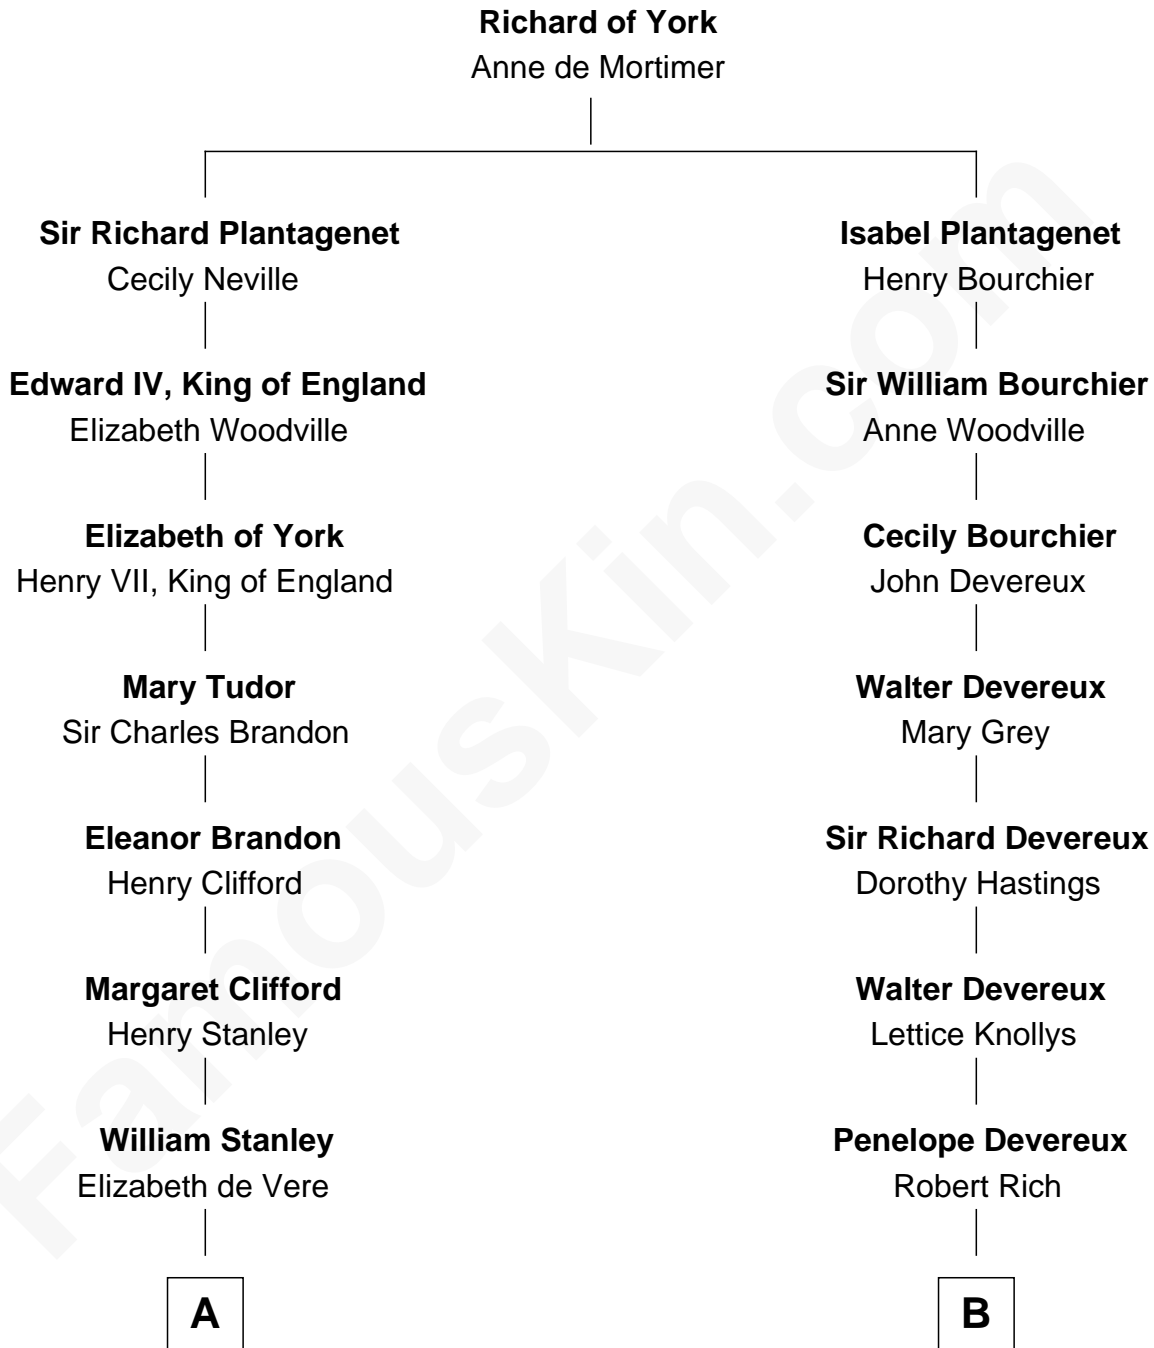 Richard of York
Anne de Mortimer
Sir Richard Plantagenet
Cecily Neville
Isabel Plantagenet
Henry Bourchier
Edward IV, King of England
Elizabeth Woodville
Sir William Bourchier
Anne Woodville
Elizabeth of York
Henry VII, King of England
Cecily Bourchier
John Devereux
Mary Tudor
Sir Charles Brandon
Walter Devereux
Mary Grey
Eleanor Brandon
Henry Clifford
Sir Richard Devereux
Dorothy Hastings
Margaret Clifford
Henry Stanley
Walter Devereux
Lettice Knollys
William Stanley
Elizabeth de Vere
Penelope Devereux
Robert Rich
A
B
FamousKin.com